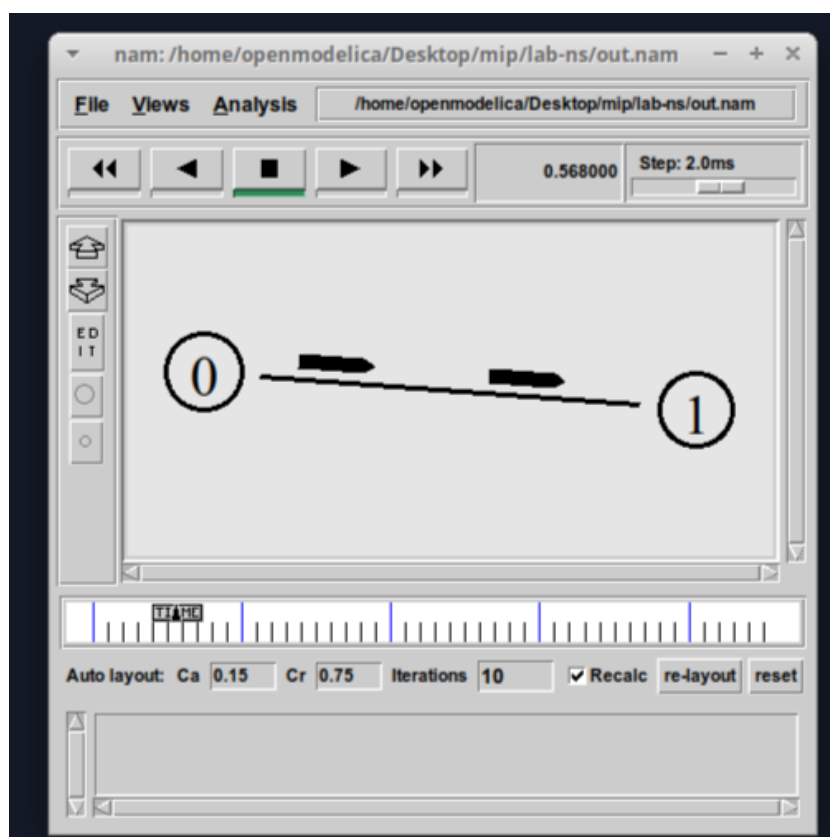 nam: /home/openmodelica/Desktop/mip/lab-ns/out.nam
File Views Analysis /home/openmodelica/Desktop/mip/lab-ns/out.nam
0.568000 Step: 2.0ms
E D
I T
0
1
TIME
Auto layout: Ca 0.15 Cr 0.75 Iterations 10 Recalc re-layout reset